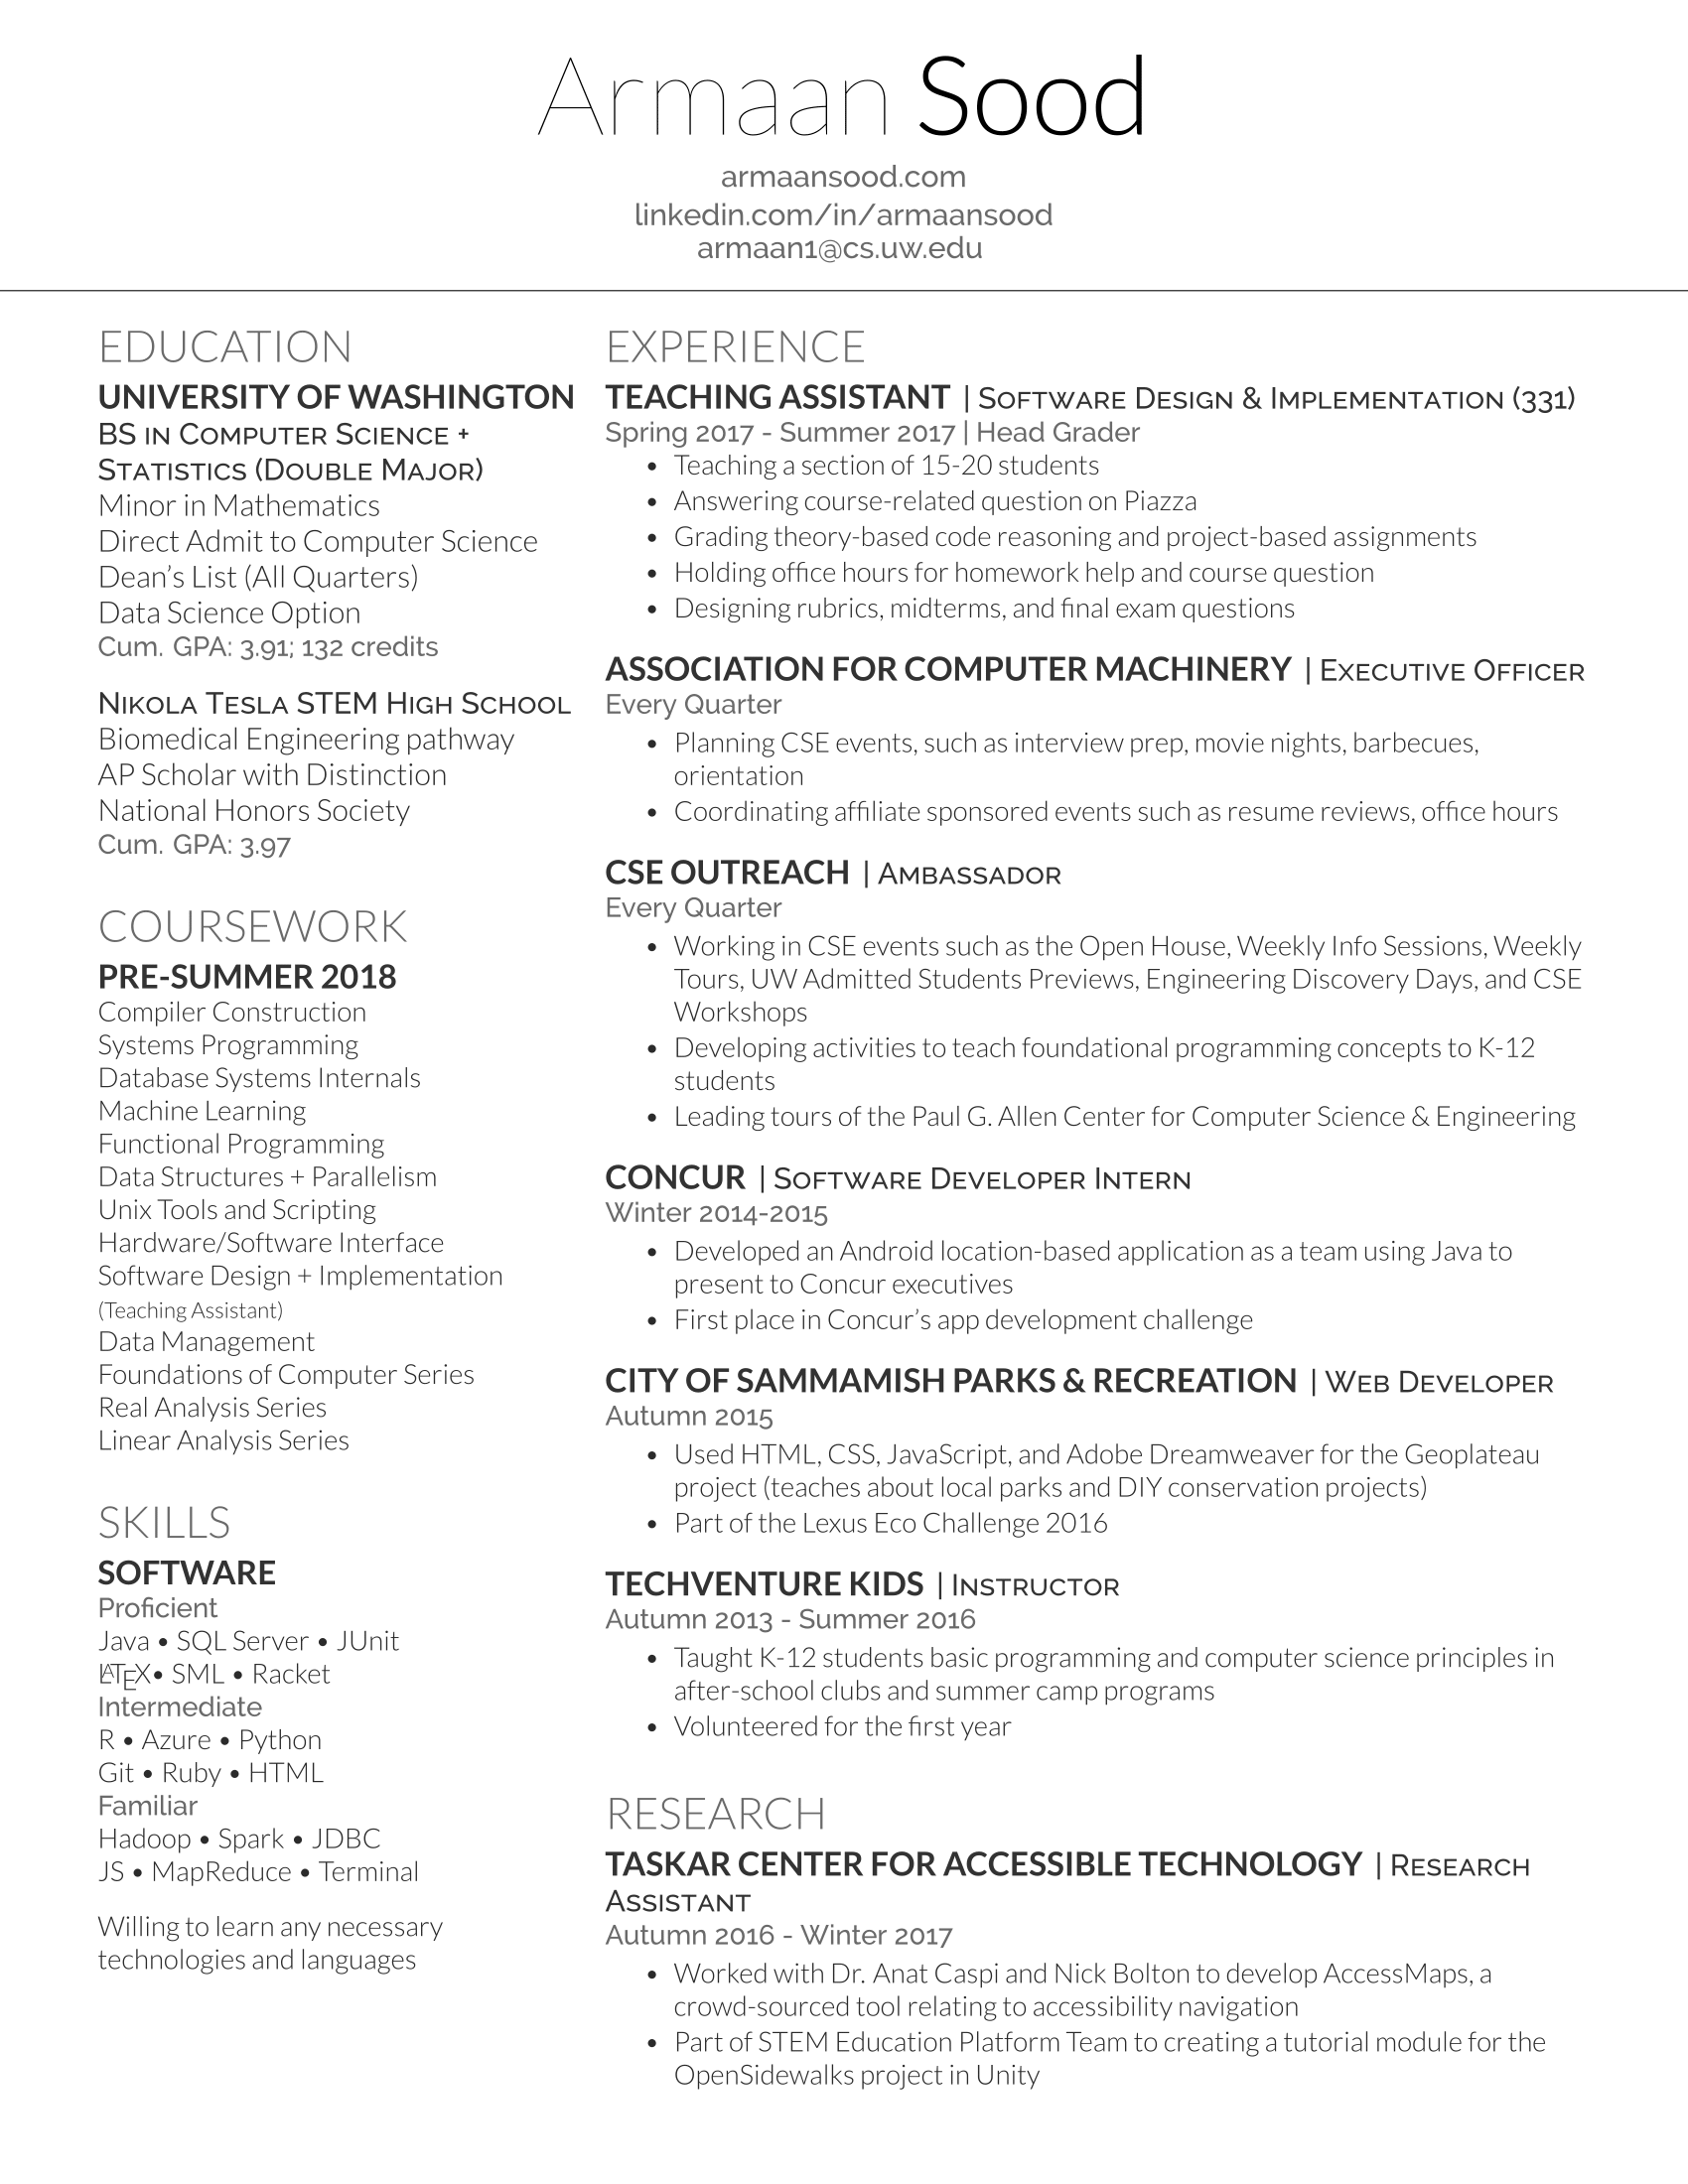 Armaan Sood
armaansood.com
linkedin.com/in/armaansood
armaan1@cs.uw.edu
EDUCATION
UNIVERSITY OF WASHINGTON
BS in Computer Science +
Statistics (Double Major)
Minor in Mathematics
Direct Admit to Computer Science
Dean's List (All Quarters)
Data Science Option
Cum. GPA: 3.91; 132 credits
Nikola Tesla STEM High School
Biomedical Engineering pathway
AP Scholar with Distinction
National Honors Society
Cum. GPA: 3.97
COURSEWORK
PRE-SUMMER 2018
Compiler Construction
Systems Programming
Database Systems Internals
Machine Learning
Functional Programming
Data Structures + Parallelism
Unix Tools and Scripting
Hardware/Software Interface
Software Design + Implementation
(Teaching Assistant)
Data Management
Foundations of Computer Series
Real Analysis Series
Linear Analysis Series
SKILLS
SOFTWARE
Proficient
Java • SQL Server • JUnit
LATEX• SML • Racket
Intermediate
R • Azure • Python
Git • Ruby • HTML
Familiar
Hadoop • Spark • JDBC
JS • MapReduce • Terminal
Willing to learn any necessary
technologies and languages
EXPERIENCE
TEACHING ASSISTANT | Software Design & Implementation (331)
Spring 2017 - Summer 2017 | Head Grader
• Teaching a section of 15-20 students
• Answering course-related question on Piazza
• Grading theory-based code reasoning and project-based assignments
• Holding office hours for homework help and course question
• Designing rubrics, midterms, and final exam questions
ASSOCIATION FOR COMPUTER MACHINERY | Executive Officer
Every Quarter
• Planning CSE events, such as interview prep, movie nights, barbecues,
orientation
• Coordinating affiliate sponsored events such as resume reviews, office hours
CSE OUTREACH | Ambassador
Every Quarter
• Working in CSE events such as the Open House, Weekly Info Sessions, Weekly
Tours, UW Admitted Students Previews, Engineering Discovery Days, and CSE
Workshops
• Developing activities to teach foundational programming concepts to K-12
students
• Leading tours of the Paul G. Allen Center for Computer Science & Engineering
CONCUR | Software Developer Intern
Winter 2014-2015
• Developed an Android location-based application as a team using Java to
present to Concur executives
• First place in Concur's app development challenge
CITY OF SAMMAMISH PARKS & RECREATION | Web Developer
Autumn 2015
• Used HTML, CSS, JavaScript, and Adobe Dreamweaver for the Geoplateau
project (teaches about local parks and DIY conservation projects)
• Part of the Lexus Eco Challenge 2016
TECHVENTURE KIDS | Instructor
Autumn 2013 - Summer 2016
• Taught K-12 students basic programming and computer science principles in
after-school clubs and summer camp programs
• Volunteered for the first year
RESEARCH
TASKAR CENTER FOR ACCESSIBLE TECHNOLOGY | Research
Assistant
Autumn 2016 - Winter 2017
• Worked with Dr. Anat Caspi and Nick Bolton to develop AccessMaps, a
crowd-sourced tool relating to accessibility navigation
• Part of STEM Education Platform Team to creating a tutorial module for the
OpenSidewalks project in Unity